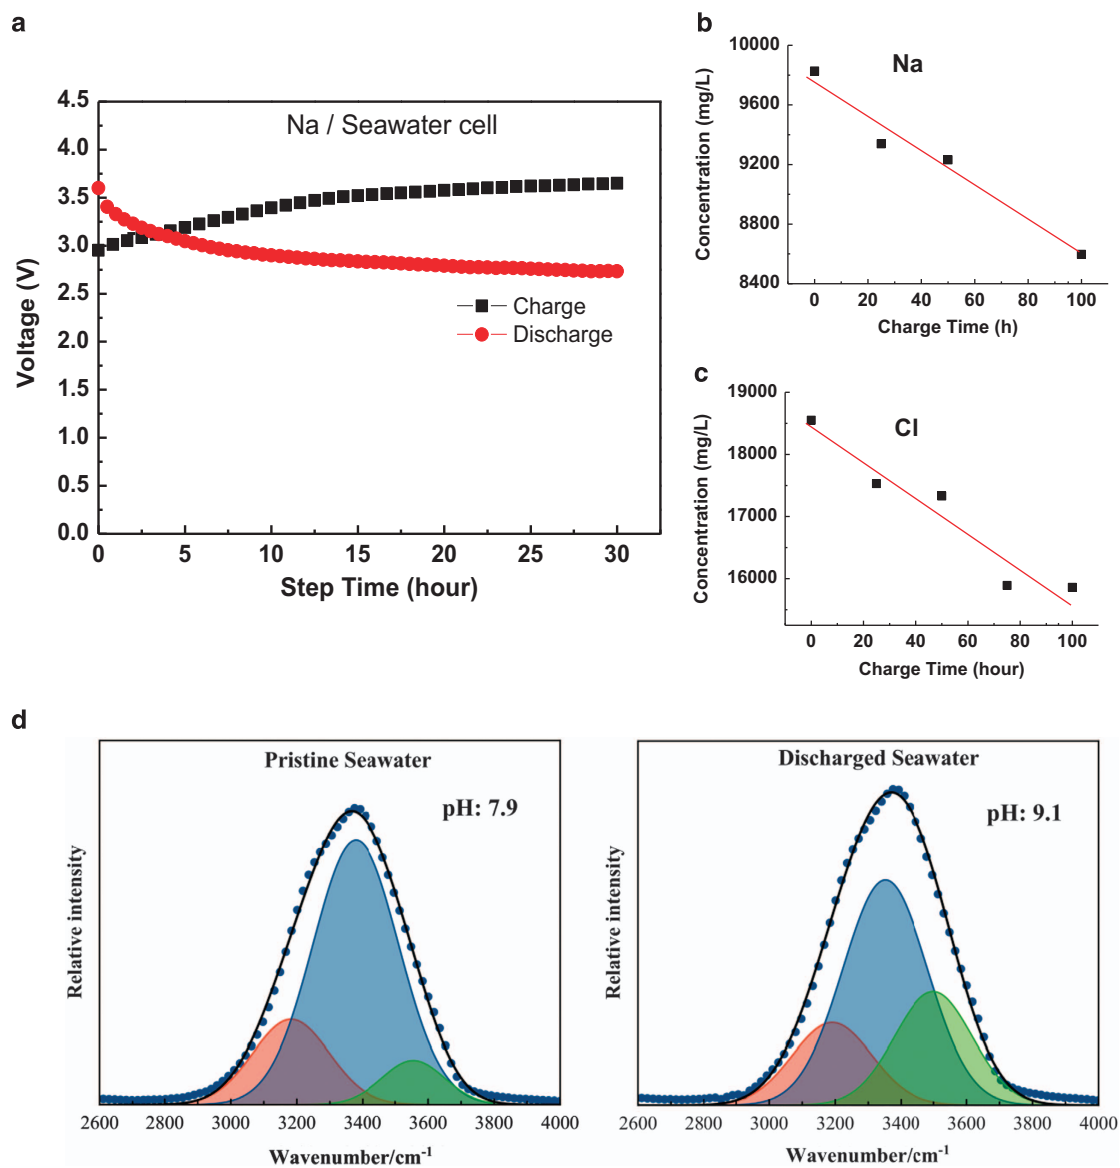 a
Na / Seawater cell
4.5
4.0
3.5
3.0
2.5
2.0
1.5
1.0
0.5
0.0
Voltage (V)
Charge
Discharge
0 5 10 15 20 25 30
Step Time (hour)
b
Na
10000
9600
9200
8800
8400
Concentration (mg/L)
0 20 40 60 80 100
Charge Time (h)
c
Cl
19000
18000
17000
16000
Concentration (mg/L)
0 20 40 60 80 100
Charge Time (hour)
d
Pristine Seawater
pH: 7.9
Relative intensity
2600 2800 3000 3200 3400 3600 3800 4000
Wavenumber/cm⁻¹
Discharged Seawater
pH: 9.1
Relative intensity
2600 2800 3000 3200 3400 3600 3800 4000
Wavenumber/cm⁻¹